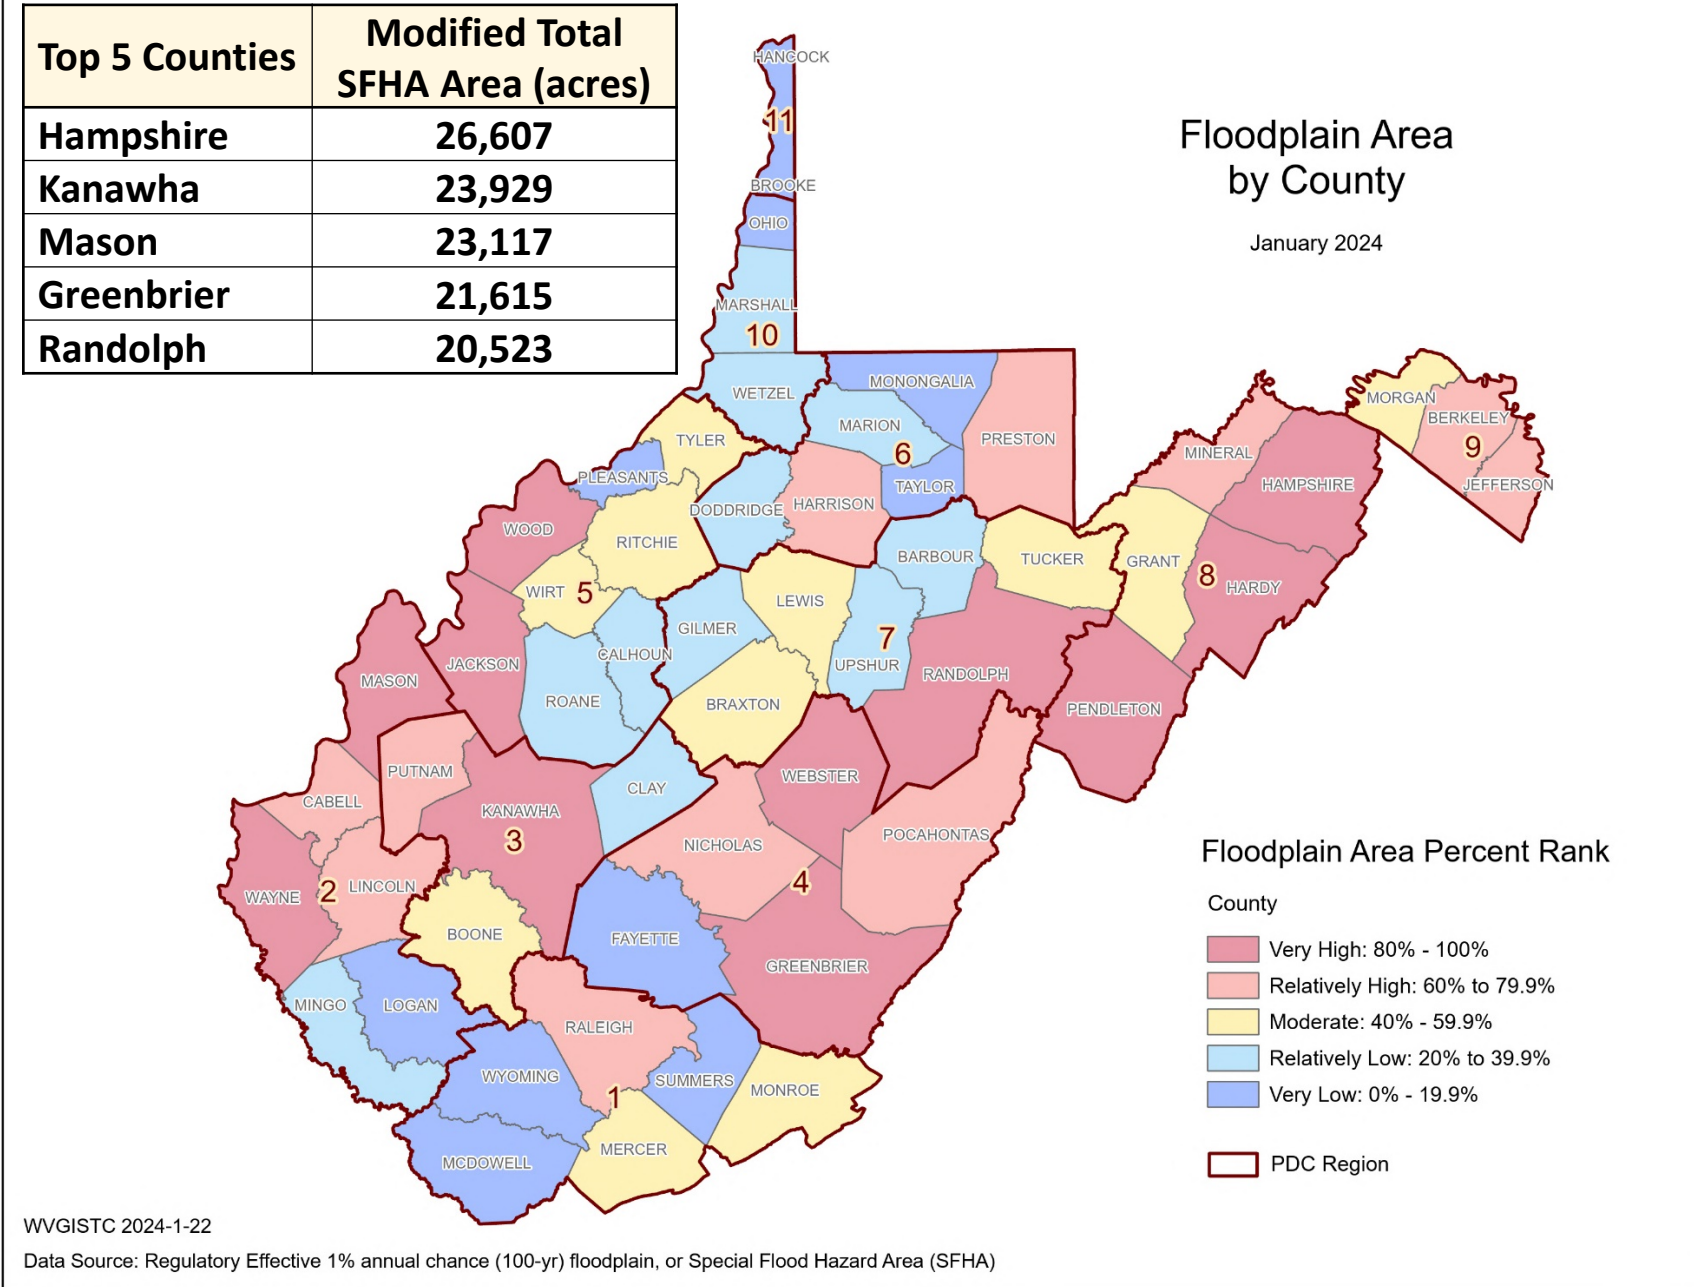 Top 5 Counties
Modified Total
SFHA Area (acres)
Hampshire 26,607
Kanawha 23,929
Mason 23,117
Greenbrier 21,615
Randolph 20,523
Floodplain Area
by County
January 2024
HANCOCK
11
BROOKE
OHIO
MARSHALL
10
WETZEL
MONONGALIA
MARION
6
PRESTON
TYLER
PLEASANTS
TAYLOR
DODDRIDGE
HARRISON
MORGAN
BERKELEY
9
JEFFERSON
MINERAL
HAMPSHIRE
WOOD
RITCHIE
BARBOUR
TUCKER
GRANT
8
HARDY
WIRT
5
LEWIS
GILMER
CALHOUN
7
UPSHUR
JACKSON
MASON
ROANE
BRAXTON
RANDOLPH
PENDLETON
PUTNAM
CABELL
KANAWHA
3
CLAY
WEBSTER
NICHOLAS
POCAHONTAS
4
WAYNE
2
LINCOLN
BOONE
FAYETTE
GREENBRIER
MINGO
LOGAN
RALEIGH
WYOMING
SUMMERS
MONROE
1
MERCER
MCDOWELL
Floodplain Area Percent Rank
County
Very High: 80% - 100%
Relatively High: 60% to 79.9%
Moderate: 40% - 59.9%
Relatively Low: 20% to 39.9%
Very Low: 0% - 19.9%
PDC Region
WVGISTC 2024-1-22
Data Source: Regulatory Effective 1% annual chance (100-yr) floodplain, or Special Flood Hazard Area (SFHA)